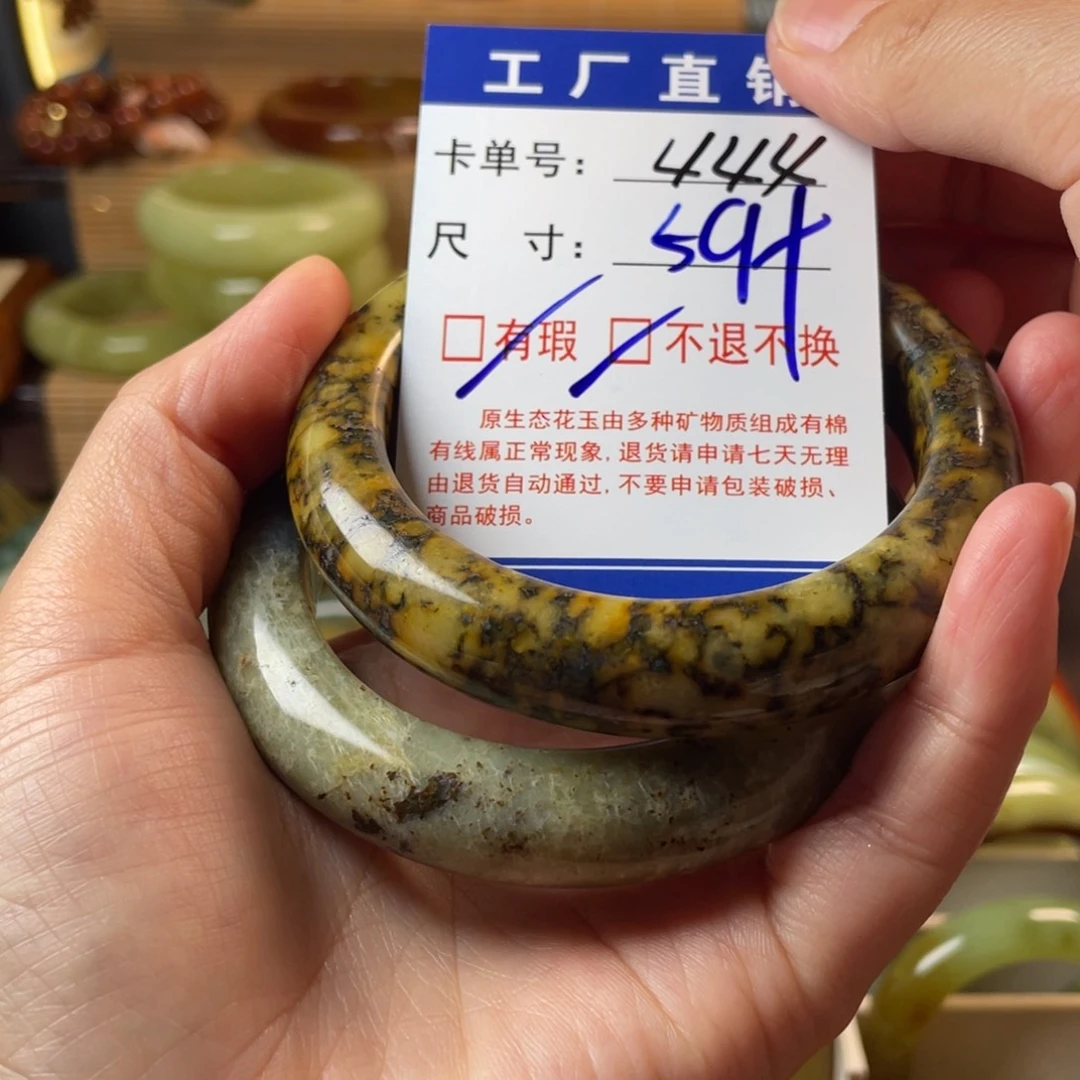 工厂直销
卡单号: 444
尺 寸: 59
有瑕 不退不换
原生态花玉由多种矿物质组成有棉
有线属正常现象, 退货请申请七天无理
由退货自动通过, 不要申请包装破损、
商品破损。